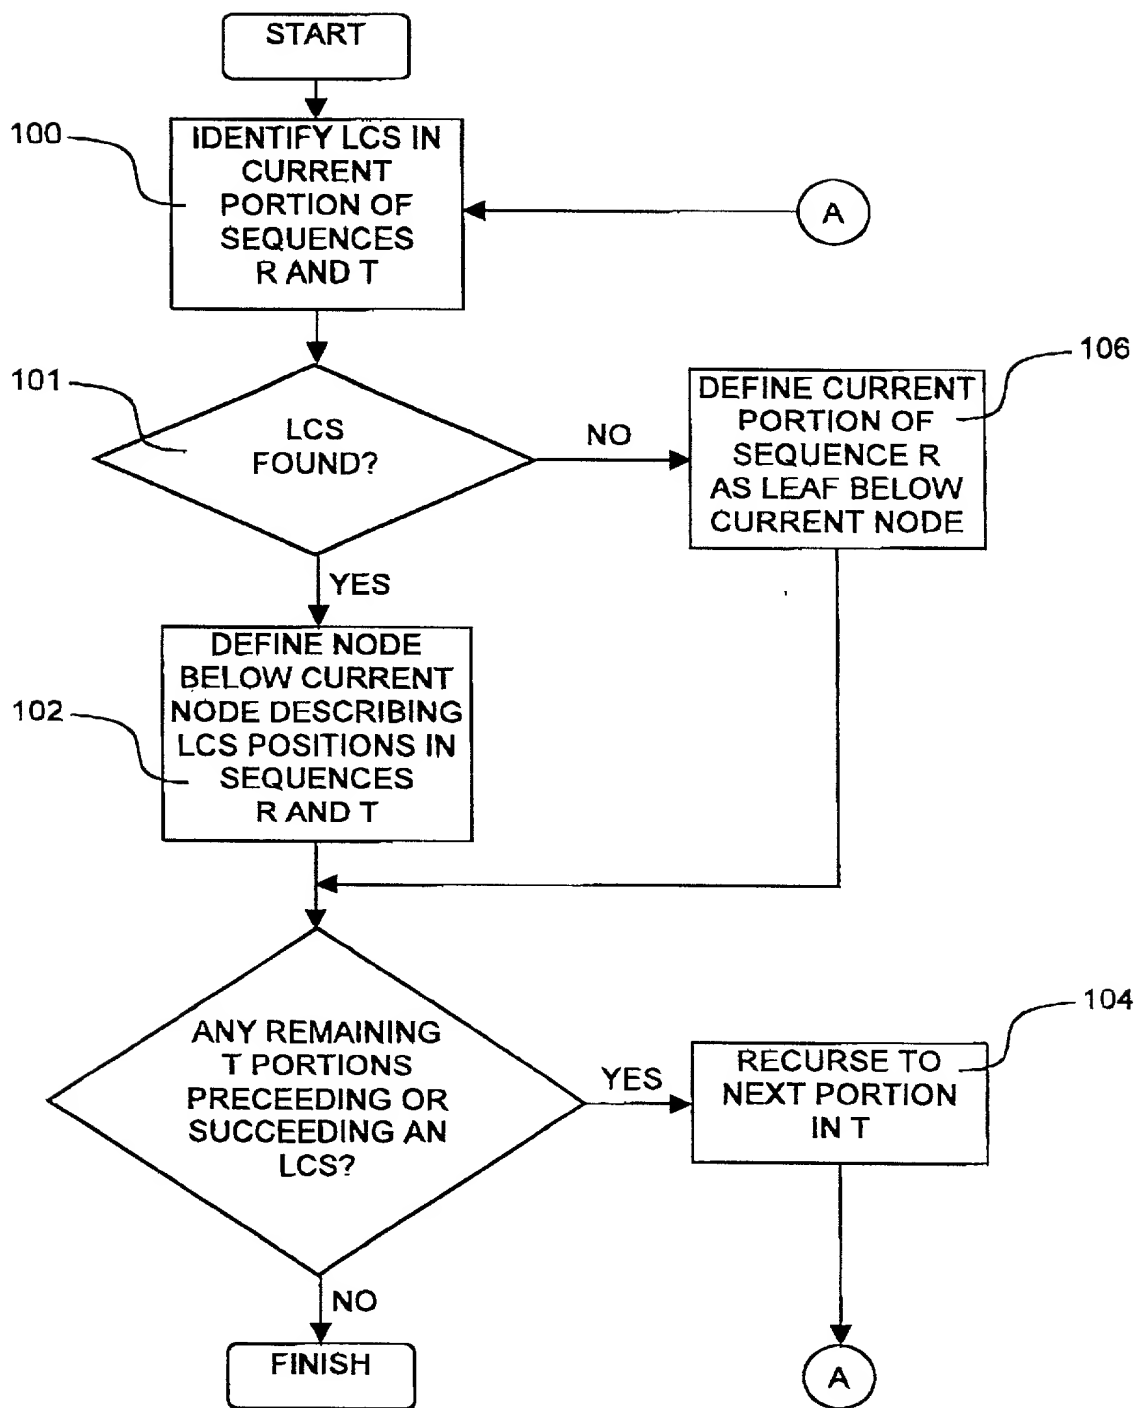 START
100
IDENTIFY LCS IN
CURRENT
PORTION OF
SEQUENCES
R AND T
A
101
LCS
FOUND?
NO
106
DEFINE CURRENT
PORTION OF
SEQUENCE R
AS LEAF BELOW
CURRENT NODE
YES
102
DEFINE NODE
BELOW CURRENT
NODE DESCRIBING
LCS POSITIONS IN
SEQUENCES
R AND T
ANY REMAINING
T PORTIONS
PRECEEDING OR
SUCCEEDING AN
LCS?
YES
104
RECURSE TO
NEXT PORTION
IN T
NO
FINISH
A